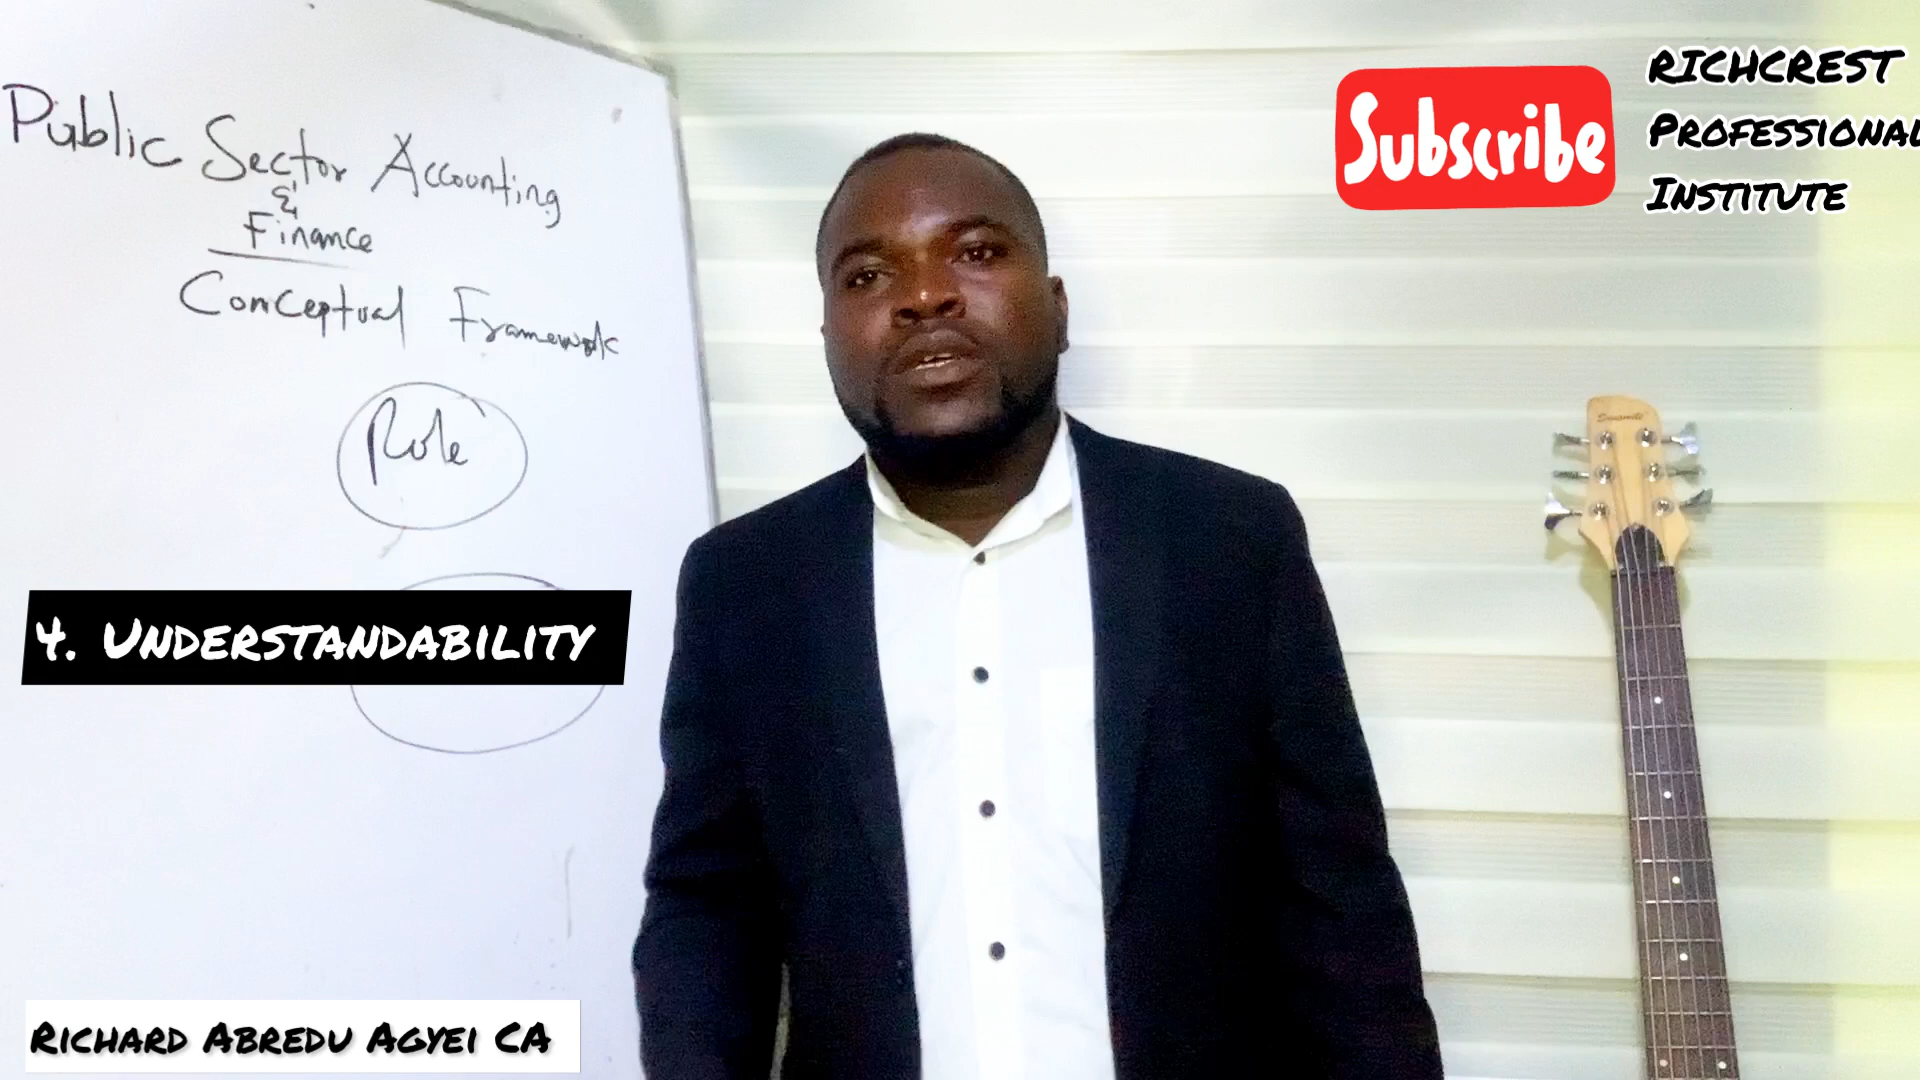 Public Sector Accounting
&
Finance
Conceptual Framework
Role
4. Understandability
Richard Abredu Agyei CA
Subscribe
RICHCREST
Professional
Institute